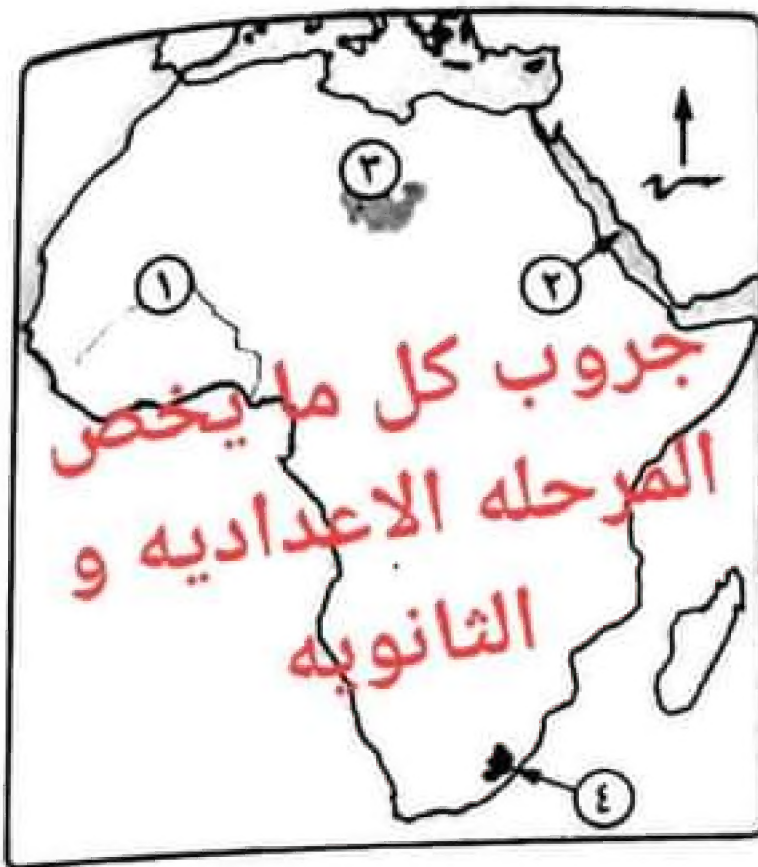 ٣
١
٢
جروب كل ما يخص
المرحله الاعداديه و
الثانويه
٤